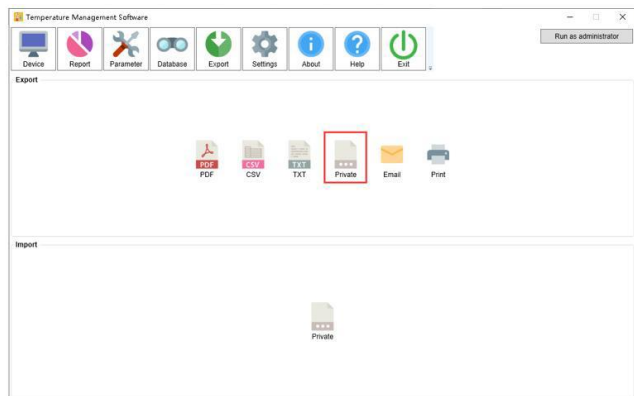 Temperature Management Software
Run as administrator
Device Report Parameter Database Export Settings About Help Exit
Export
PDF CSV TXT
PDF CSV TXT Private Email Print
Import
Private